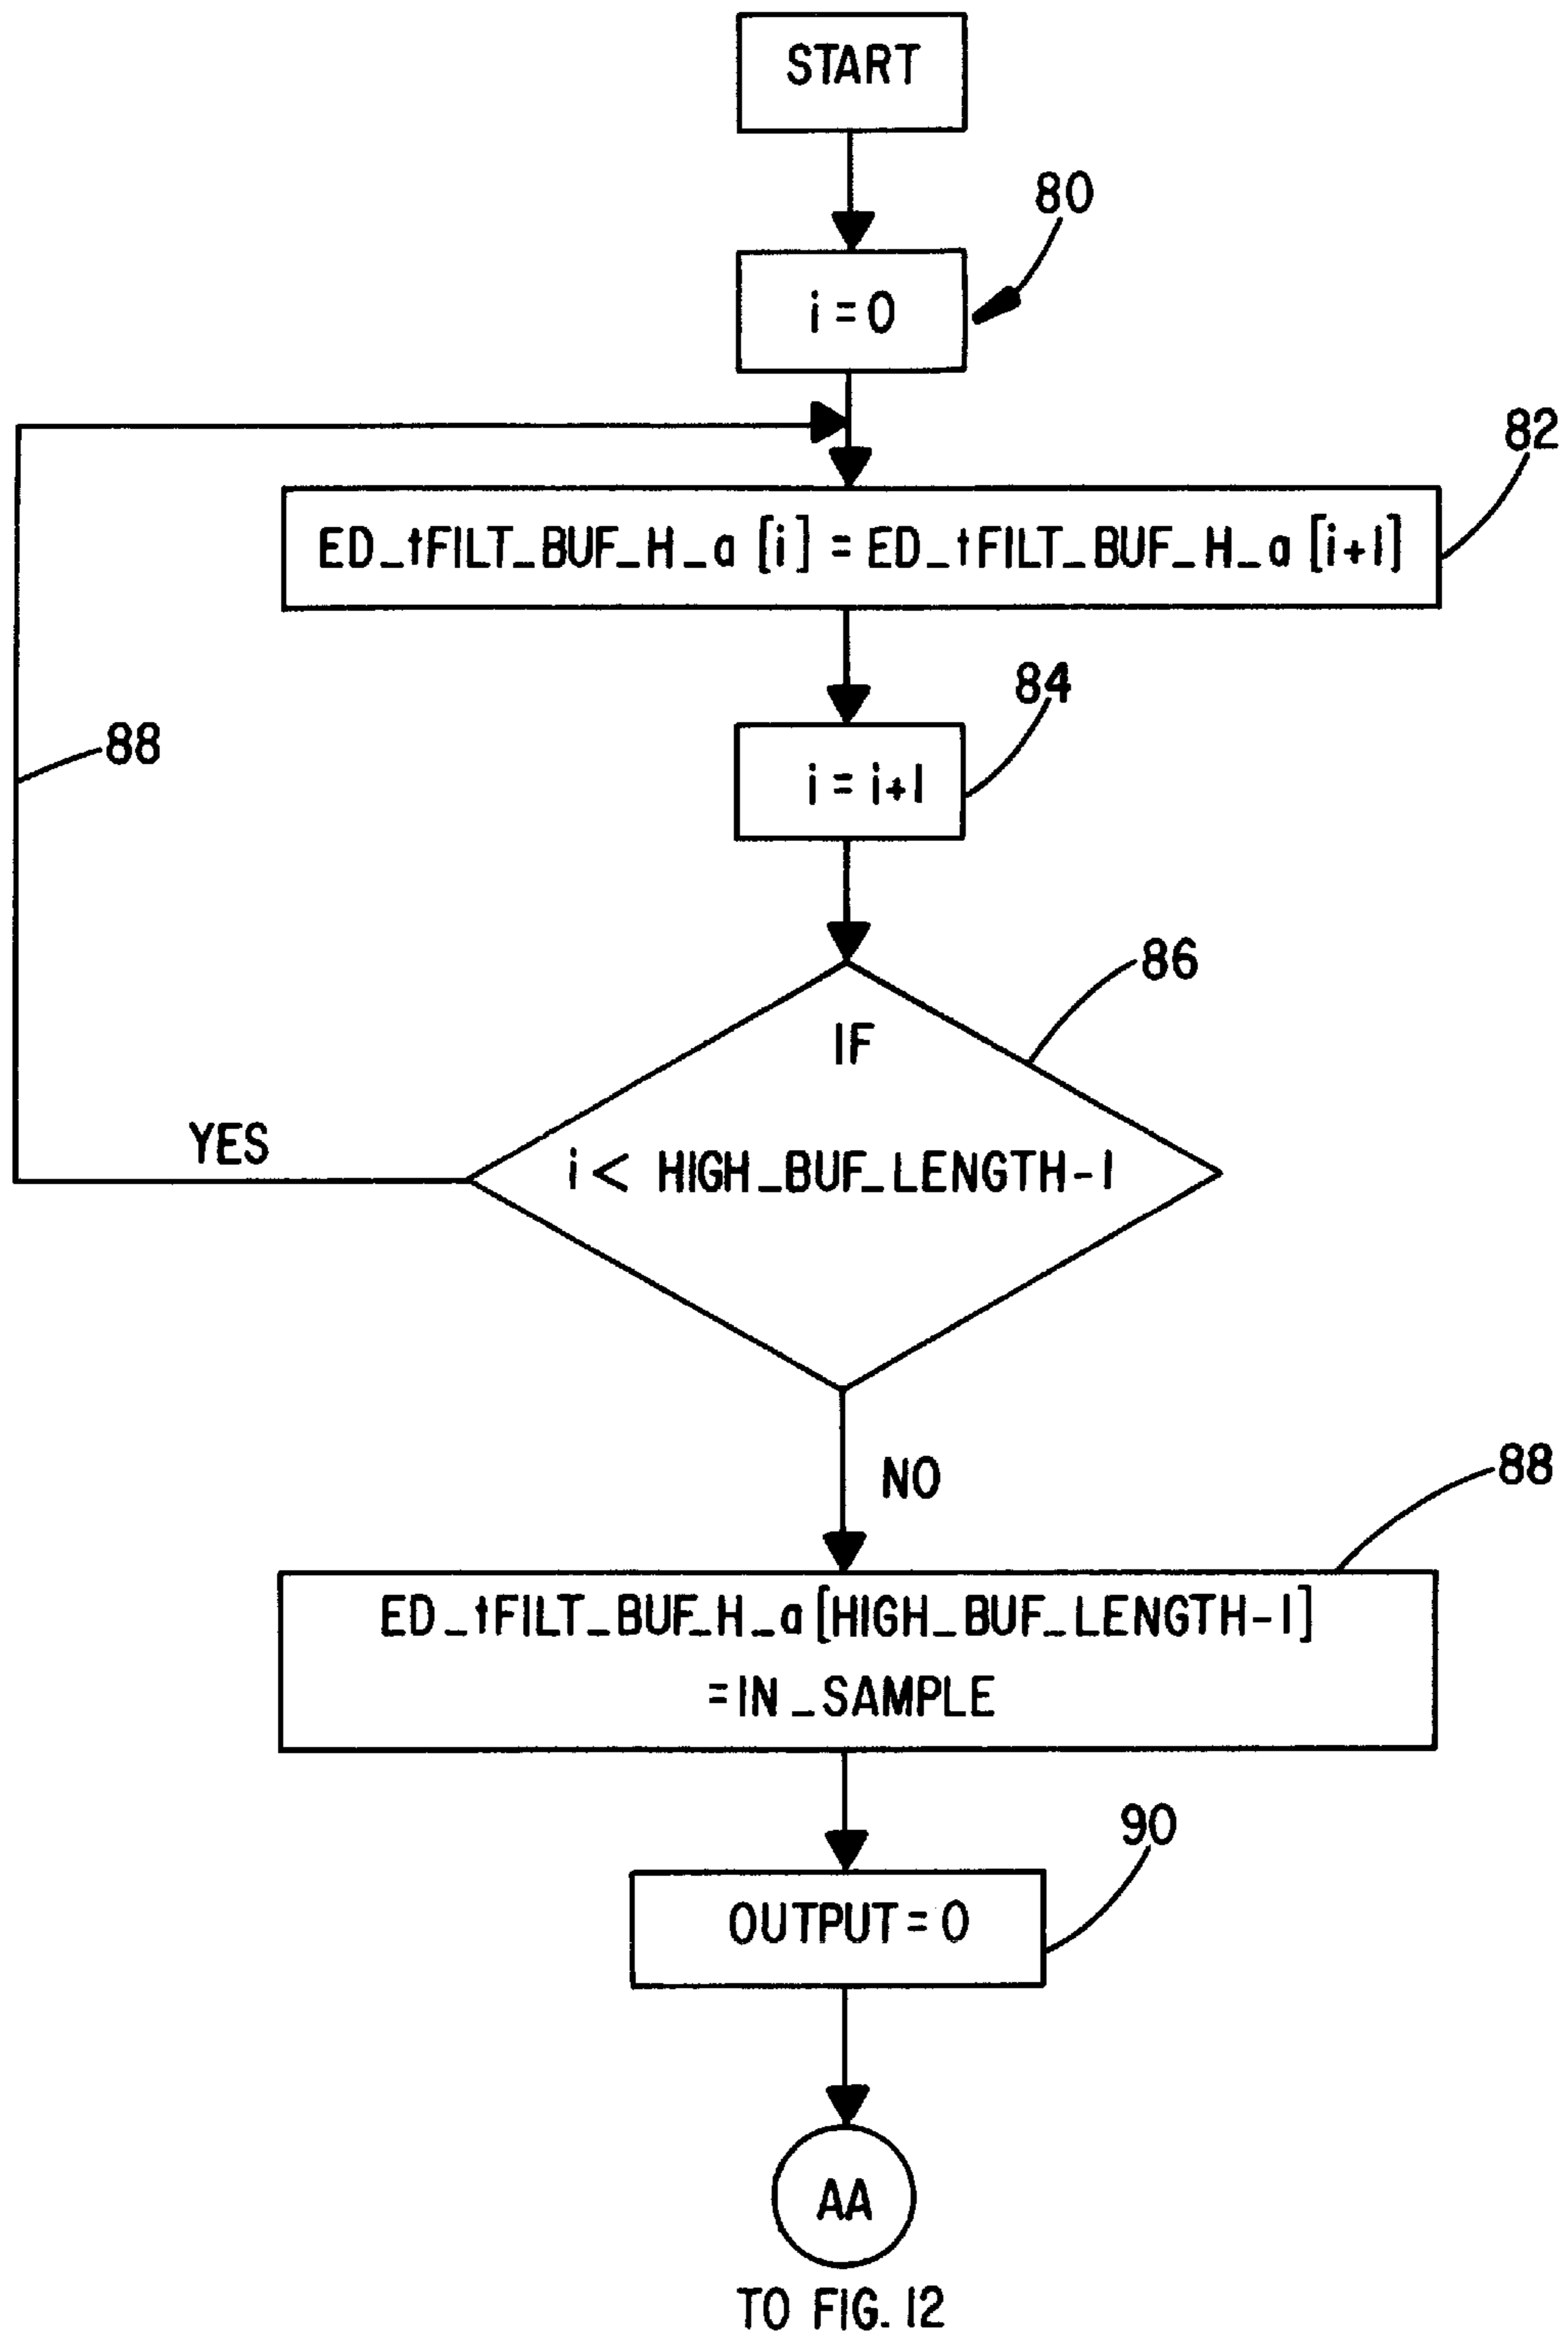 START
80
i = 0
82
ED_tFILT_BUF_H_a [i] = ED_tFILT_BUF_H_a [i+1]
84
88
i = i+1
86
IF
YES
i < HIGH_BUF_LENGTH-1
NO
88
ED_tFILT_BUF_H_a[HIGH_BUF_LENGTH-1]
=IN_SAMPLE
90
OUTPUT = 0
AA
TO FIG. 12